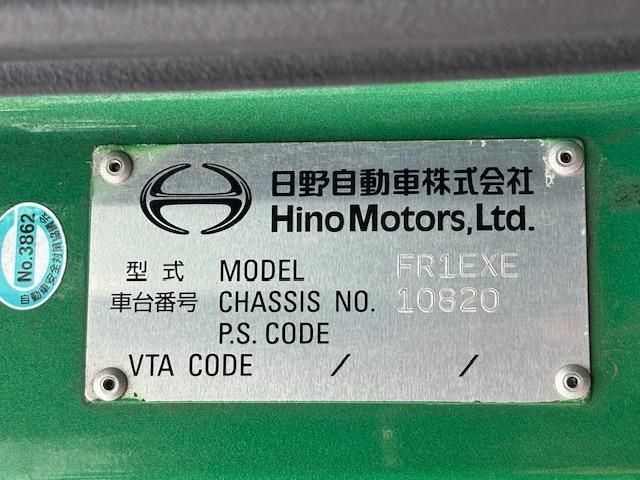 日野自動車株式会社
Hino Motors, Ltd.
型式 MODEL FR1EXE
車台番号 CHASSIS NO. 10820
P.S. CODE
VTA CODE / /
No.3862